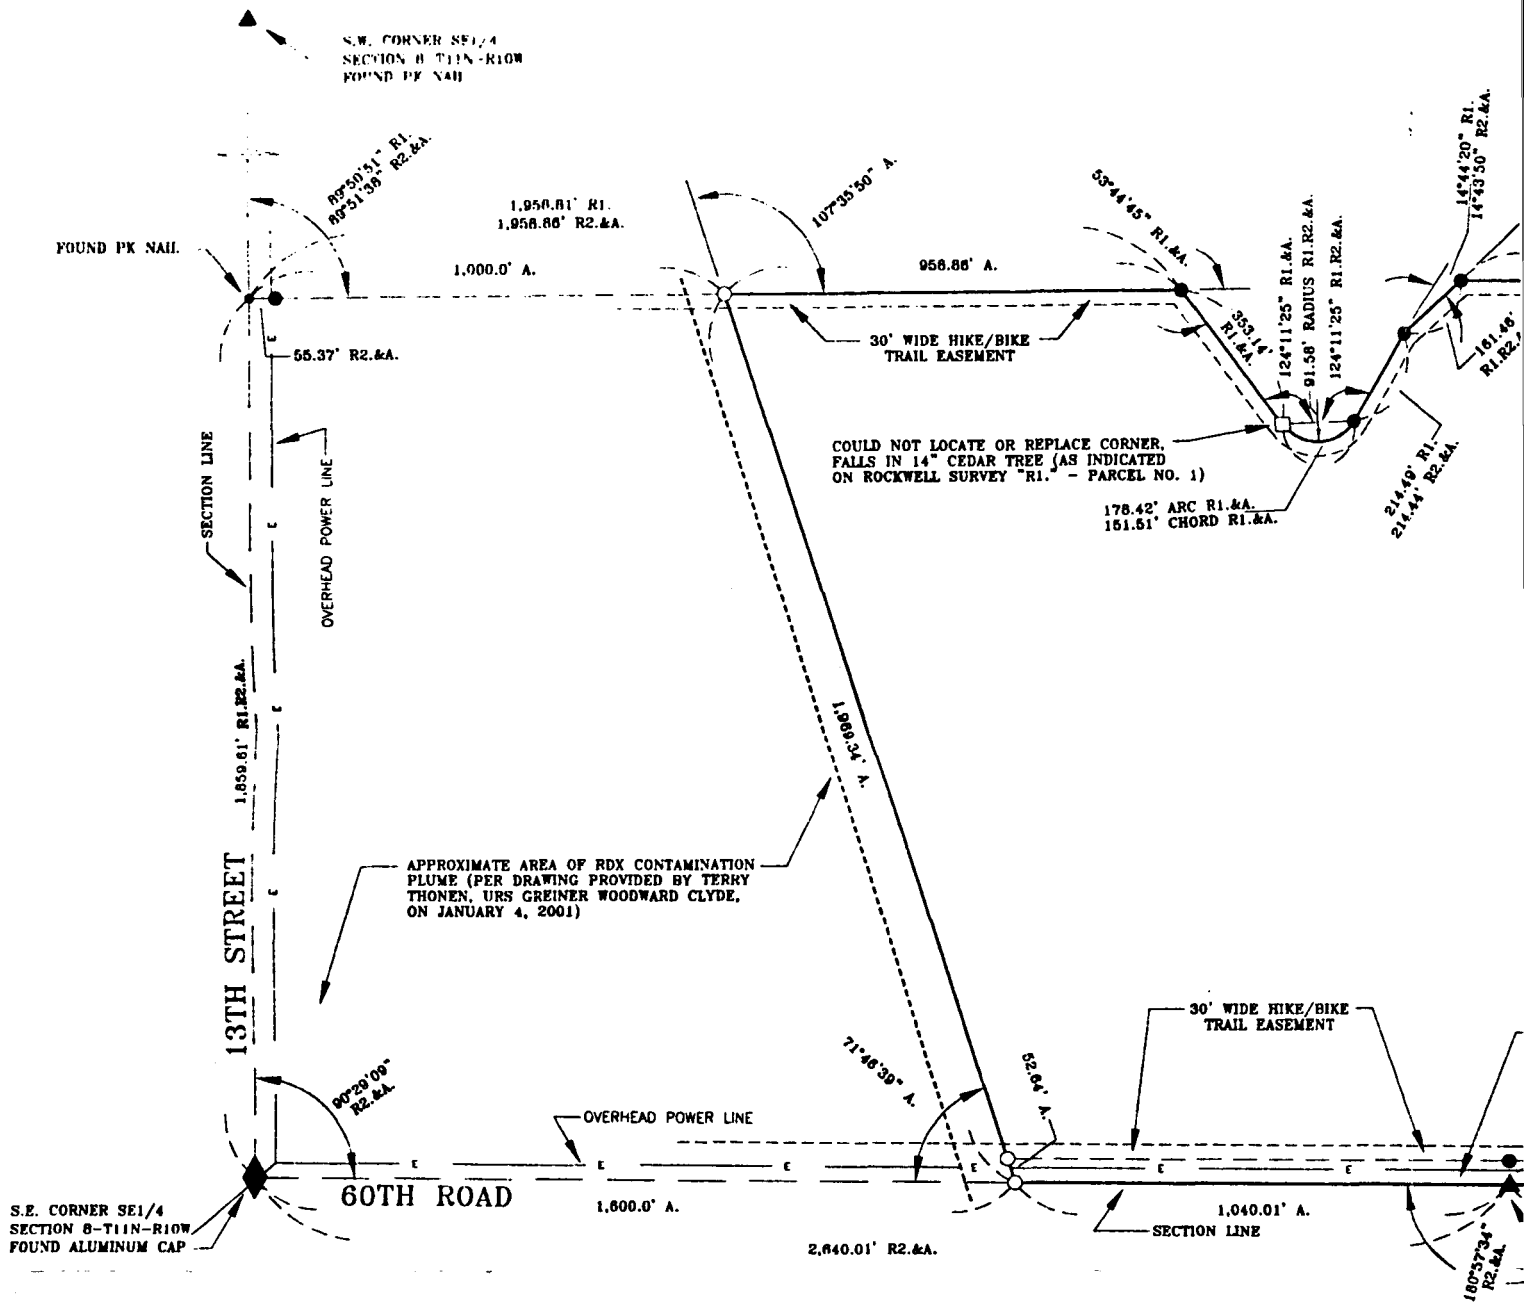 S.W. CORNER SE1/4
SECTION 8-T11N-R10W
FOUND PK NAIL
89°50'51" R1.
89°51'38" R2.&A.
1,958.81' R1.
1,958.86' R2.&A.
107°35'50" A.
53°44'45" R1.&A.
14°44'20" R1.
14°43'50" R2.&A.
FOUND PK NAIL
1,000.0' A.
958.86' A.
55.37' R2.&A.
30' WIDE HIKE/BIKE
TRAIL EASEMENT
353.14'
R1.&A.
124°11'25" R1.&A.
91.58' RADIUS R1.R2.&A.
124°11'25" R1.R2.&A.
161.46'
R1.R2.
SECTION LINE
OVERHEAD POWER LINE
COULD NOT LOCATE OR REPLACE CORNER,
FALLS IN 14" CEDAR TREE (AS INDICATED
ON ROCKWELL SURVEY "R1." - PARCEL NO. 1)
178.42' ARC R1.&A.
151.51' CHORD R1.&A.
214.49' R1.
214.44' R2.&A.
E
E
E
E
1,859.61' R1.R2.&A.
1,969.34' A.
13TH STREET
APPROXIMATE AREA OF RDX CONTAMINATION
PLUME (PER DRAWING PROVIDED BY TERRY
THONEN, URS GREINER WOODWARD CLYDE,
ON JANUARY 4, 2001)
30' WIDE HIKE/BIKE
TRAIL EASEMENT
90°29'09"
R2.&A.
71°46'39" A.
52.64' A.
OVERHEAD POWER LINE
E E E E E E
60TH ROAD
1,600.0' A.
1,040.01' A.
S.E. CORNER SE1/4
SECTION 8-T11N-R10W
FOUND ALUMINUM CAP
SECTION LINE
2,640.01' R2.&A.
180°57'34"
R2.&A.